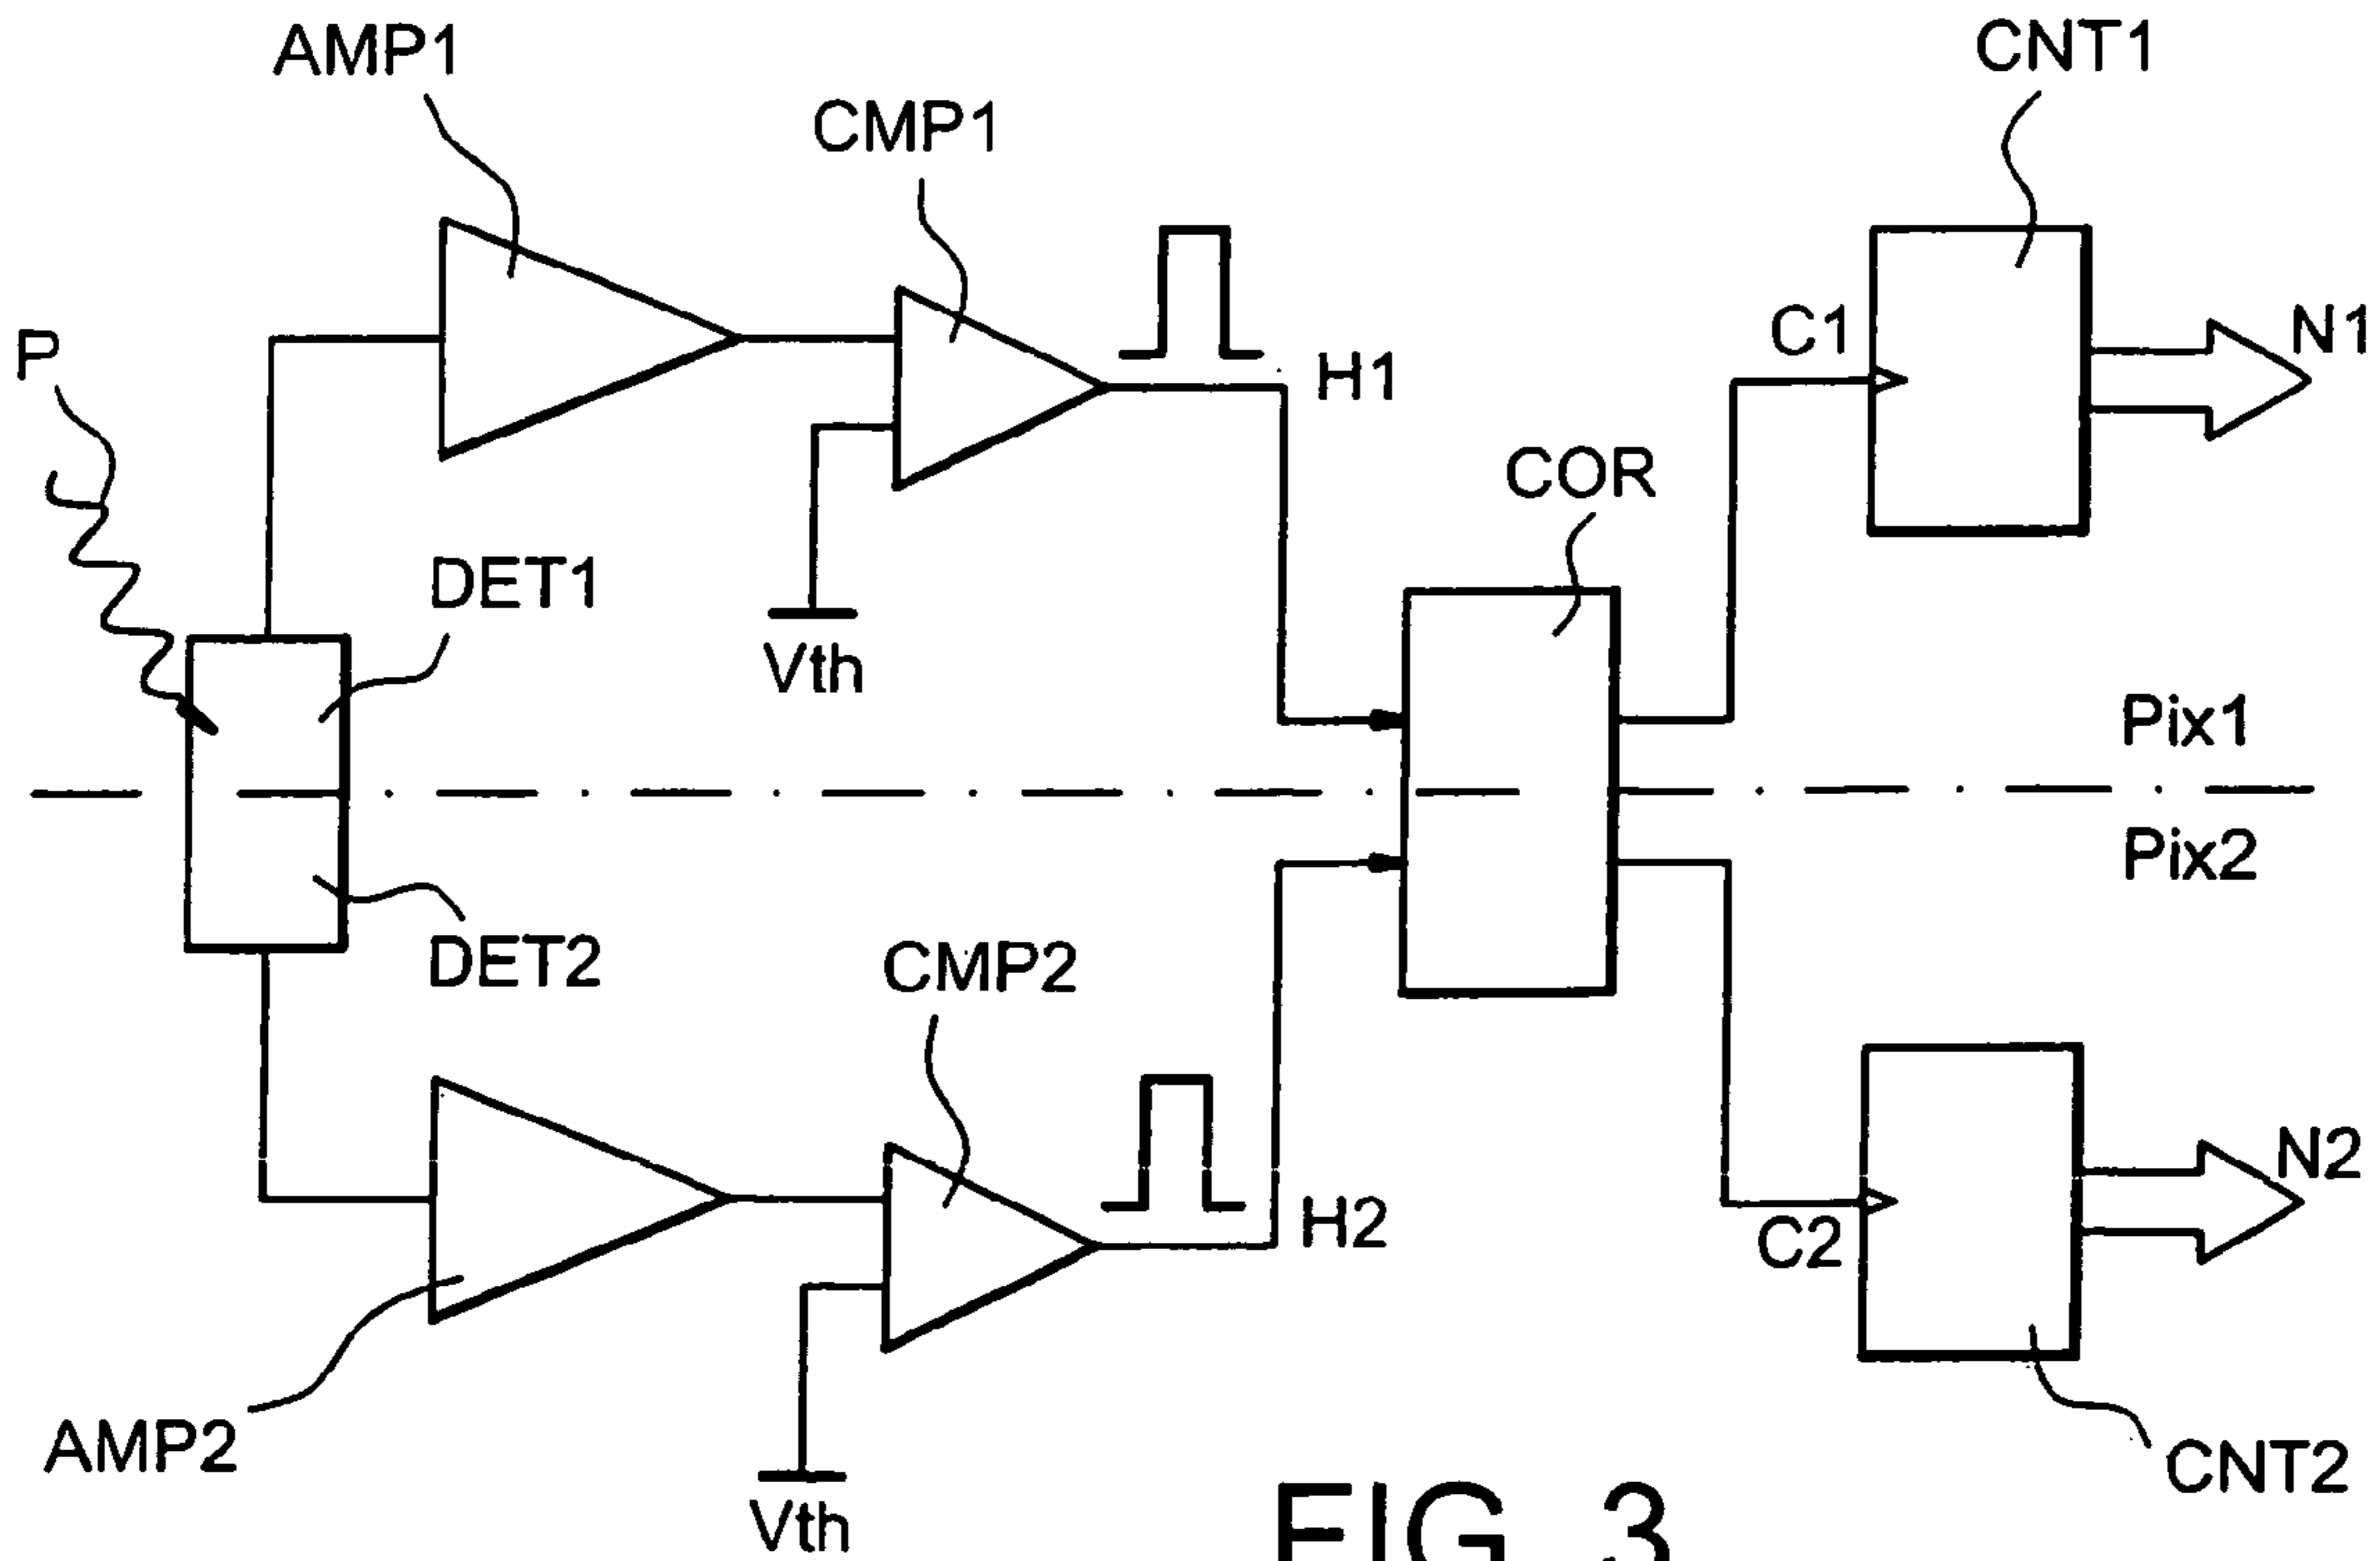 AMP1
CNT1
CMP1
P
C1
N1
H1
COR
DET1
Vth
Pix1
Pix2
DET2
CMP2
N2
H2
C2
AMP2
CNT2
Vth
FIG. 3